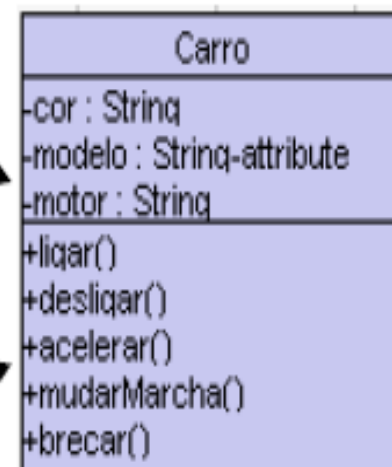 Carro
-cor : String
-modelo : String-attribute
-motor : String
+ligar()
+desligar()
+acelerar()
+mudarMarcha()
+brecar()